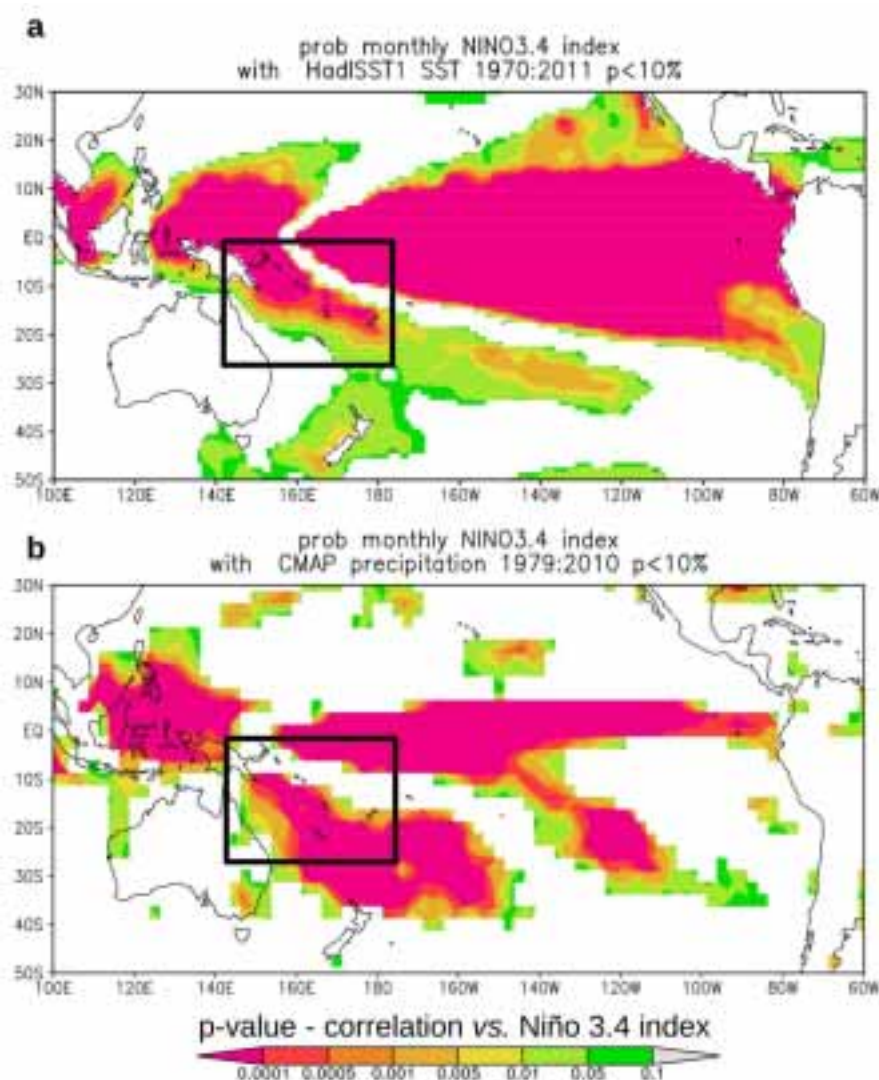 a
prob monthly NINO3.4 index
with HadISST1 SST 1970:2011 p<10%
30N
20N
10N
EQ
10S
20S
30S
40S
50S
100E 120E 140E 160E 180 160W 140W 120W 100W 80W 60W
b
prob monthly NINO3.4 index
with CMAP precipitation 1979:2010 p<10%
30N
20N
10N
EQ
10S
20S
30S
40S
50S
100E 120E 140E 160E 180 160W 140W 120W 100W 80W 60W
p-value - correlation vs. Niño 3.4 index
0.0001 0.0005 0.001 0.005 0.01 0.05 0.1